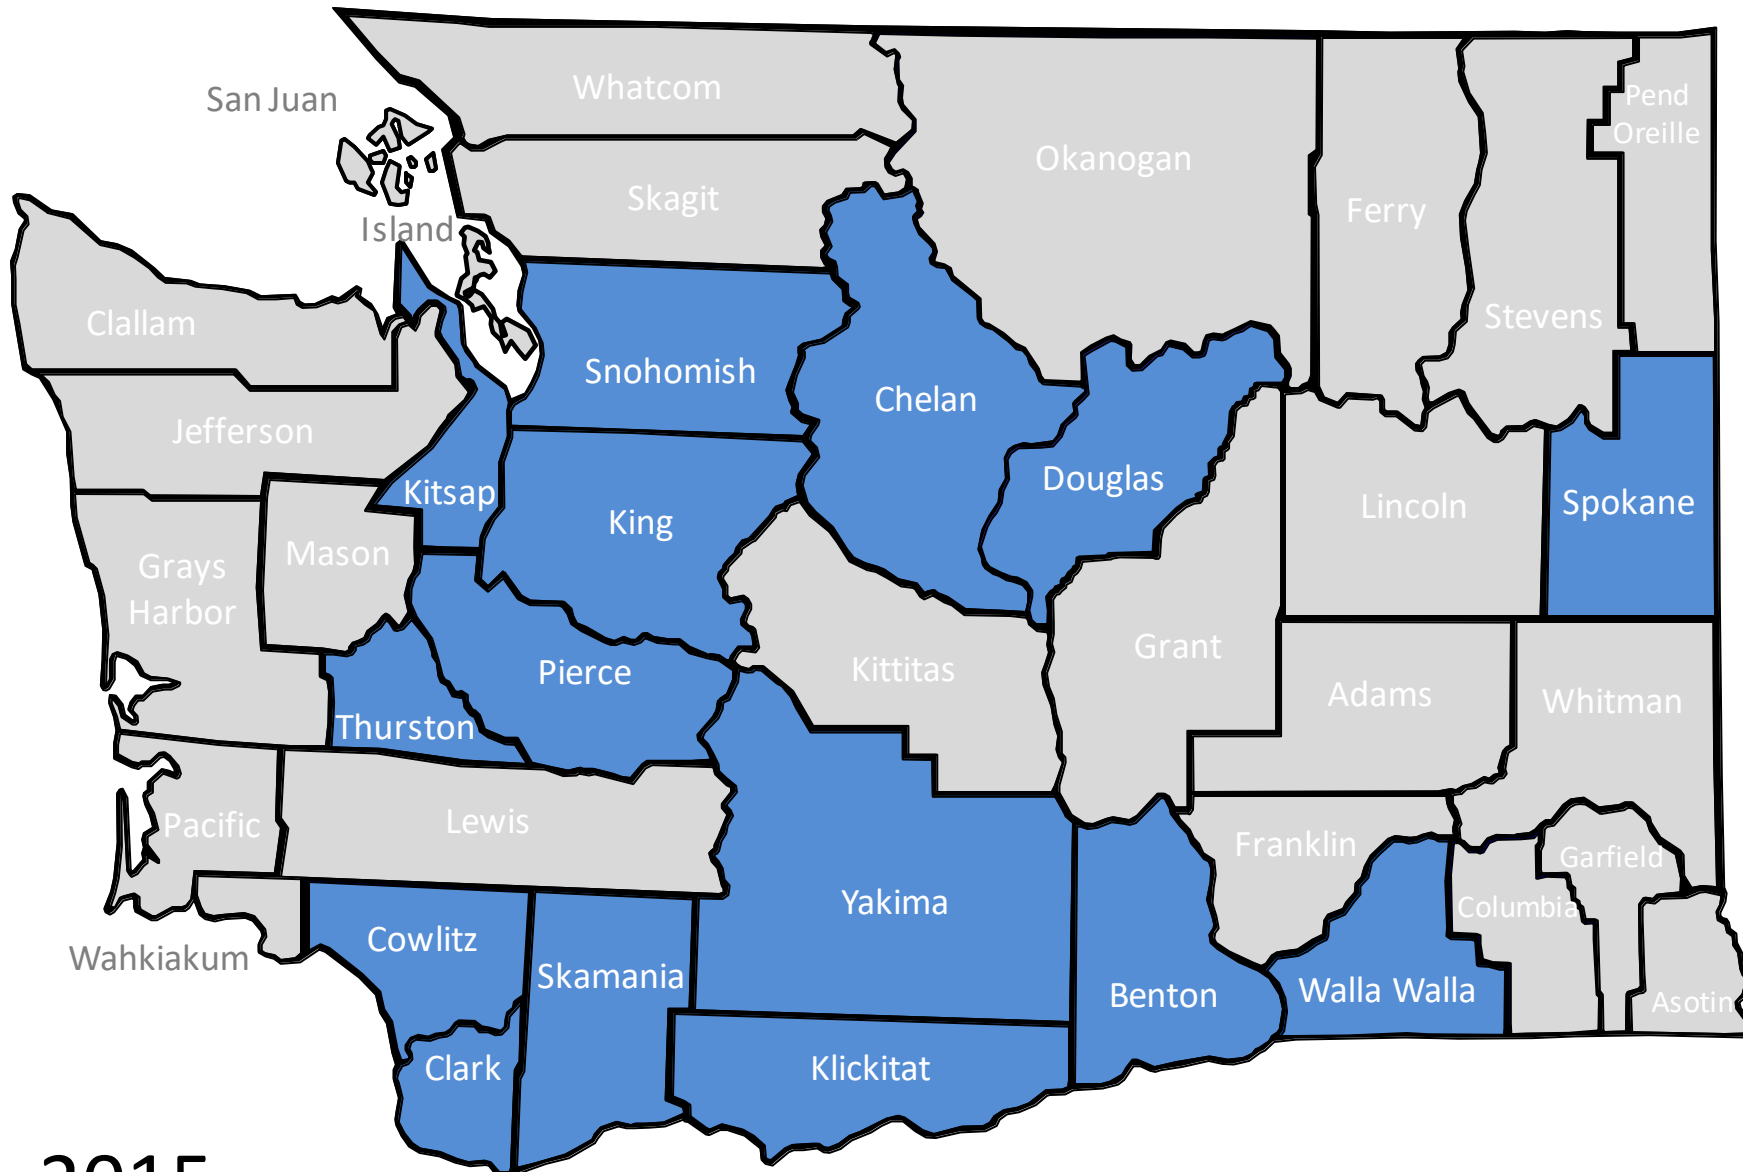 Whatcom
San Juan
Pend
Oreille
Okanogan
Skagit
Ferry
Island
Clallam
Stevens
Snohomish
Chelan
Jefferson
Douglas
Kitsap
Spokane
Lincoln
King
Mason
Grays
Harbor
Grant
Kittitas
Pierce
Adams
Whitman
Thurston
Lewis
Pacific
Franklin
Garfield
Yakima
Columbia
Cowlitz
Wahkiakum
Skamania
Benton
Walla Walla
Asotin
Clark
Klickitat
2015